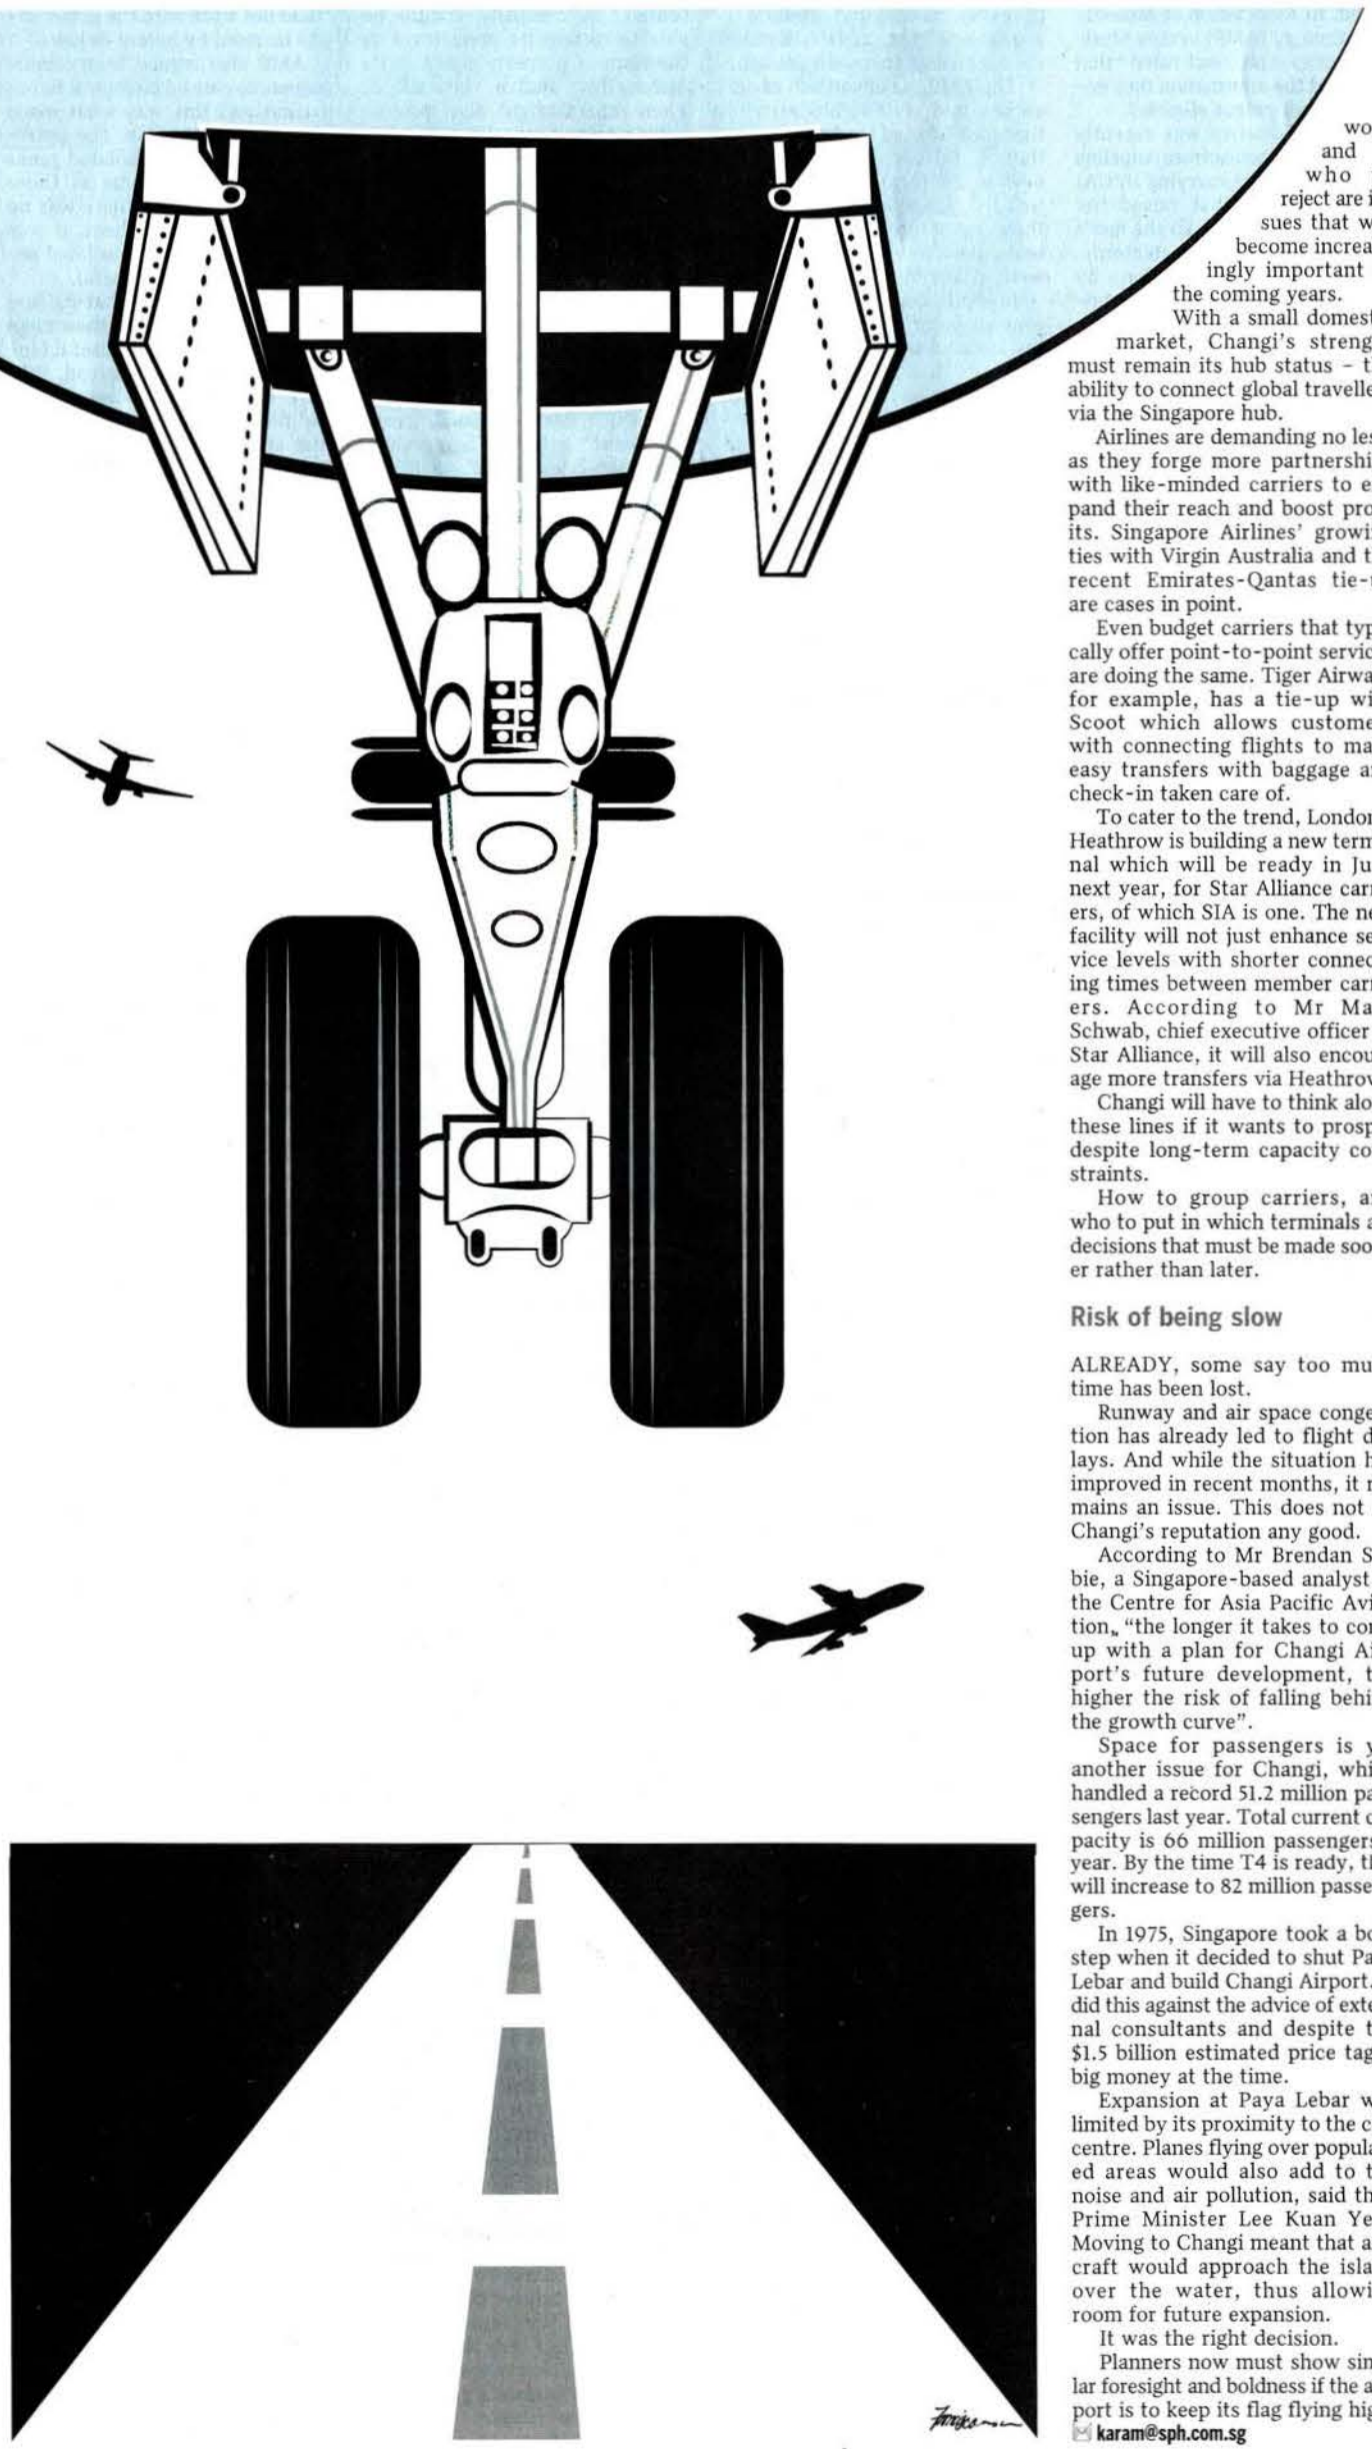 wo
and
who
reject are i
sues that w
become increa
ingly important
the coming years.
With a small domest
market, Changi's streng
must remain its hub status – t
ability to connect global travelle
via the Singapore hub.
Airlines are demanding no les
as they forge more partnershi
with like-minded carriers to e
pand their reach and boost pro
its. Singapore Airlines' growi
ties with Virgin Australia and t
recent Emirates-Qantas tie-
are cases in point.
Even budget carriers that typ
cally offer point-to-point servic
are doing the same. Tiger Airwa
for example, has a tie-up wi
Scoot which allows custome
with connecting flights to ma
easy transfers with baggage a
check-in taken care of.
To cater to the trend, London
Heathrow is building a new term
nal which will be ready in Ju
next year, for Star Alliance carr
ers, of which SIA is one. The ne
facility will not just enhance se
vice levels with shorter connec
ing times between member carr
ers. According to Mr Ma
Schwab, chief executive officer
Star Alliance, it will also encou
age more transfers via Heathrow
Changi will have to think alo
these lines if it wants to prosp
despite long-term capacity co
straints.
How to group carriers, a
who to put in which terminals a
decisions that must be made soo
er rather than later.
Risk of being slow
ALREADY, some say too mu
time has been lost.
Runway and air space conge
tion has already led to flight d
lays. And while the situation h
improved in recent months, it r
mains an issue. This does not
Changi's reputation any good.
According to Mr Brendan S
bie, a Singapore-based analyst
the Centre for Asia Pacific Avi
tion, “the longer it takes to co
up with a plan for Changi Ai
port's future development, t
higher the risk of falling behi
the growth curve”.
Space for passengers is y
another issue for Changi, whi
handled a record 51.2 million pa
sengers last year. Total current c
pacity is 66 million passengers
year. By the time T4 is ready, th
will increase to 82 million passe
gers.
In 1975, Singapore took a bo
step when it decided to shut Pa
Lebar and build Changi Airport.
did this against the advice of exte
nal consultants and despite t
$1.5 billion estimated price tag
big money at the time.
Expansion at Paya Lebar w
limited by its proximity to the c
centre. Planes flying over popula
ed areas would also add to t
noise and air pollution, said th
Prime Minister Lee Kuan Ye
Moving to Changi meant that a
craft would approach the isla
over the water, thus allowi
room for future expansion.
It was the right decision.
Planners now must show sim
lar foresight and boldness if the a
port is to keep its flag flying hig
karam@sph.com.sg